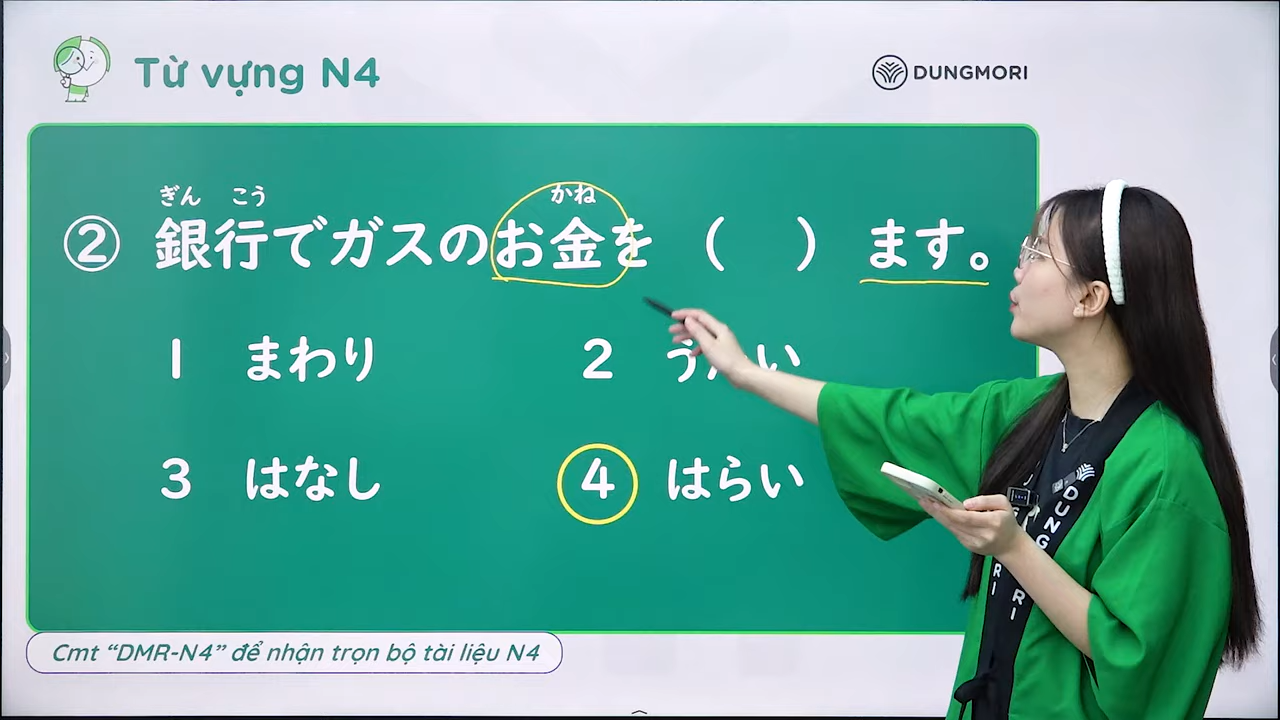 Từ vựng N4
DUNGMORI
ぎん こう かね
② 銀行でガスのお金を ( ) ます。
1 まわり
2
3 はなし
4 はらい
Cmt “DMR-N4” để nhận trọn bộ tài liệu N4
DUNGMORI